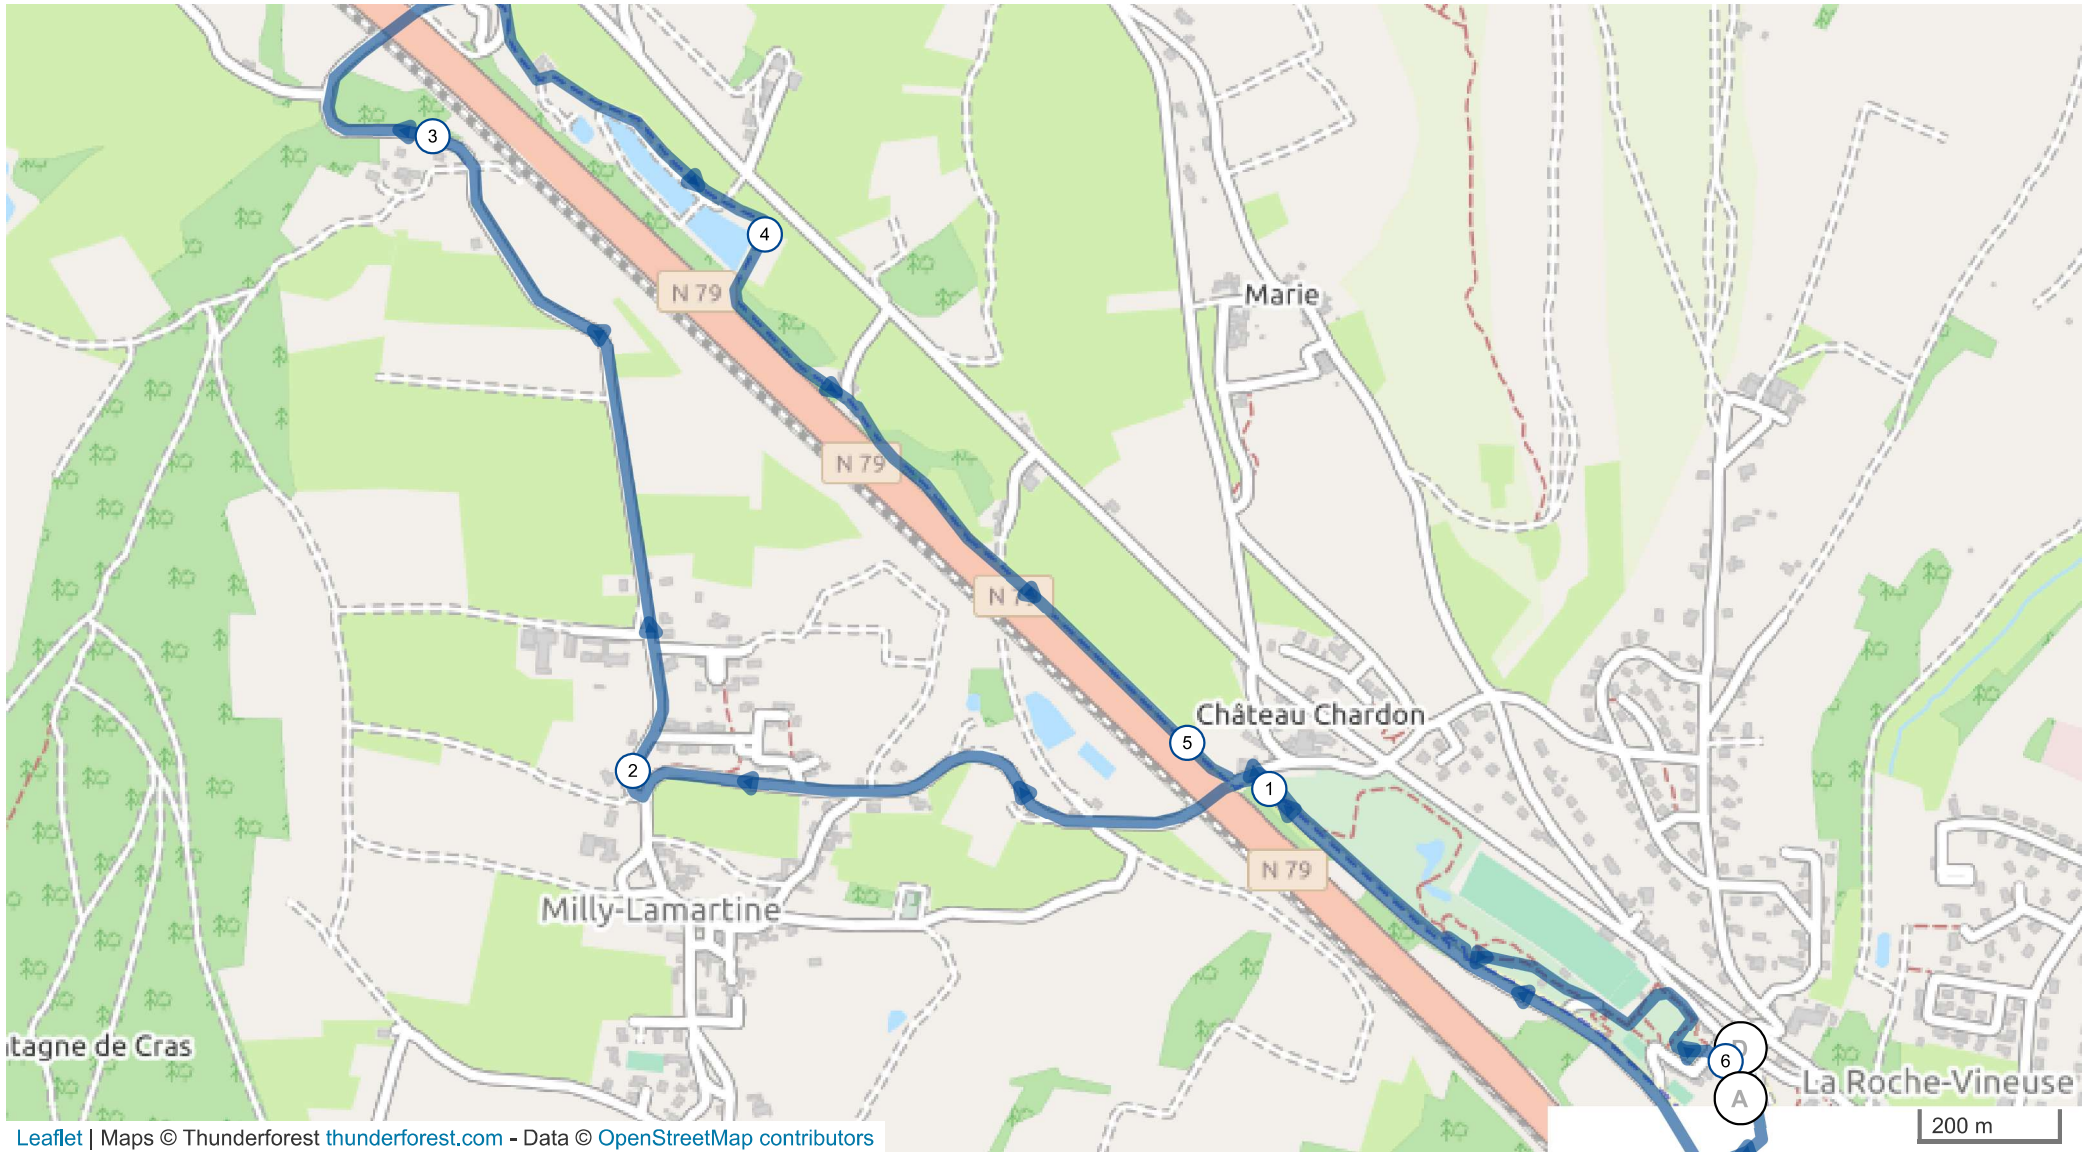 3
4
N 79
Marie
N 79
N 79
Château Chardon
5
2
1
N 79
Milly-Lamartine
tagne de Cras
D
6
La Roche-Vineuse
A
200 m
Leaflet | Maps © Thunderforest thunderforest.com - Data © OpenStreetMap contributors